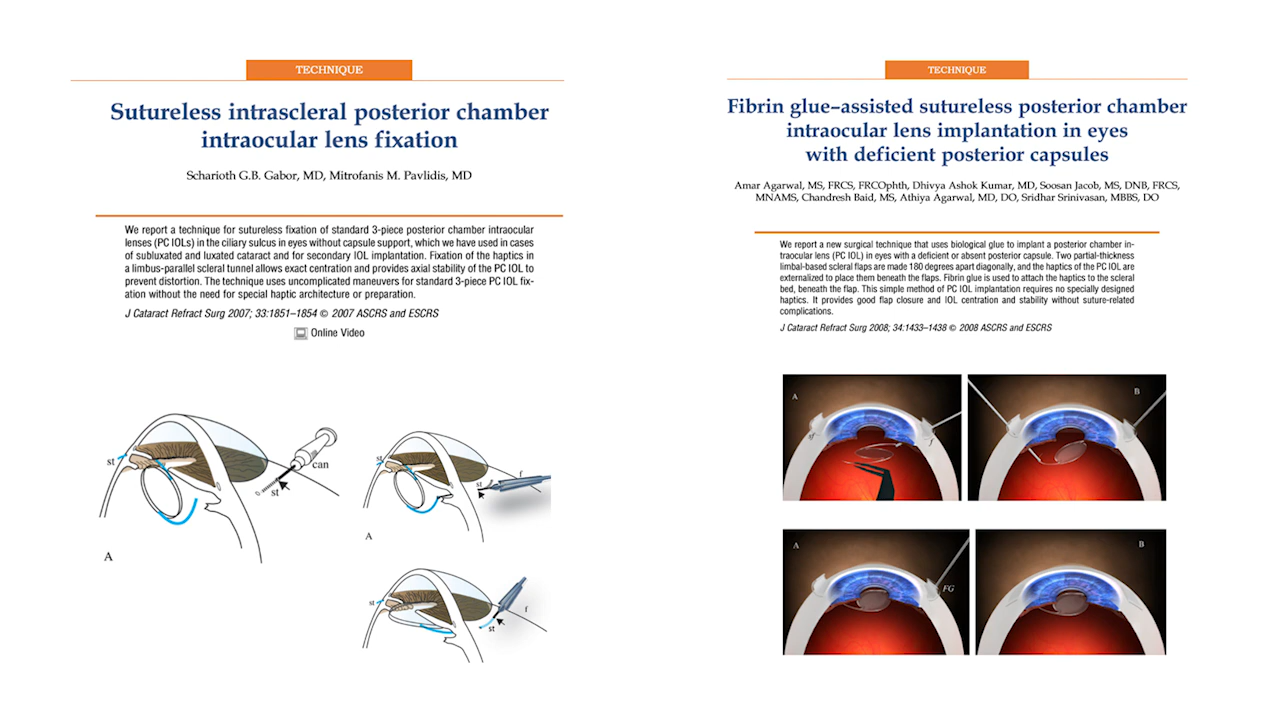 TECHNIQUE
Sutureless intrascleral posterior chamber
intraocular lens fixation
Scharioth G.B. Gabor, MD, Mitrofanis M. Pavlidis, MD
We report a technique for sutureless fixation of standard 3-piece posterior chamber intraocular
lenses (PC IOLs) in the ciliary sulcus in eyes without capsule support, which we have used in cases
of subluxated and luxated cataract and for secondary IOL implantation. Fixation of the haptics in
a limbus-parallel scleral tunnel allows exact centration and provides axial stability of the PC IOL to
prevent distortion. The technique uses uncomplicated maneuvers for standard 3-piece PC IOL fix-
ation without the need for special haptic architecture or preparation.
J Cataract Refract Surg 2007; 33:1851–1854 © 2007 ASCRS and ESCRS
Online Video
st
can
st
A
st
f
st
A
st
f
st
TECHNIQUE
Fibrin glue–assisted sutureless posterior chamber
intraocular lens implantation in eyes
with deficient posterior capsules
Amar Agarwal, MS, FRCS, FRCOphth, Dhivya Ashok Kumar, MD, Soosan Jacob, MS, DNB, FRCS,
MNAMS, Chandresh Baid, MS, Athiya Agarwal, MD, DO, Sridhar Srinivasan, MBBS, DO
We report a new surgical technique that uses biological glue to implant a posterior chamber in-
traocular lens (PC IOL) in eyes with a deficient or absent posterior capsule. Two partial-thickness
limbal-based scleral flaps are made 180 degrees apart diagonally, and the haptics of the PC IOL are
externalized to place them beneath the flaps. Fibrin glue is used to attach the haptics to the scleral
bed, beneath the flap. This simple method of PC IOL implantation requires no specially designed
haptics. It provides good flap closure and IOL centration and stability without suture-related
complications.
J Cataract Refract Surg 2008; 34:1433–1438 © 2008 ASCRS and ESCRS
A
f
B
A
FG
B